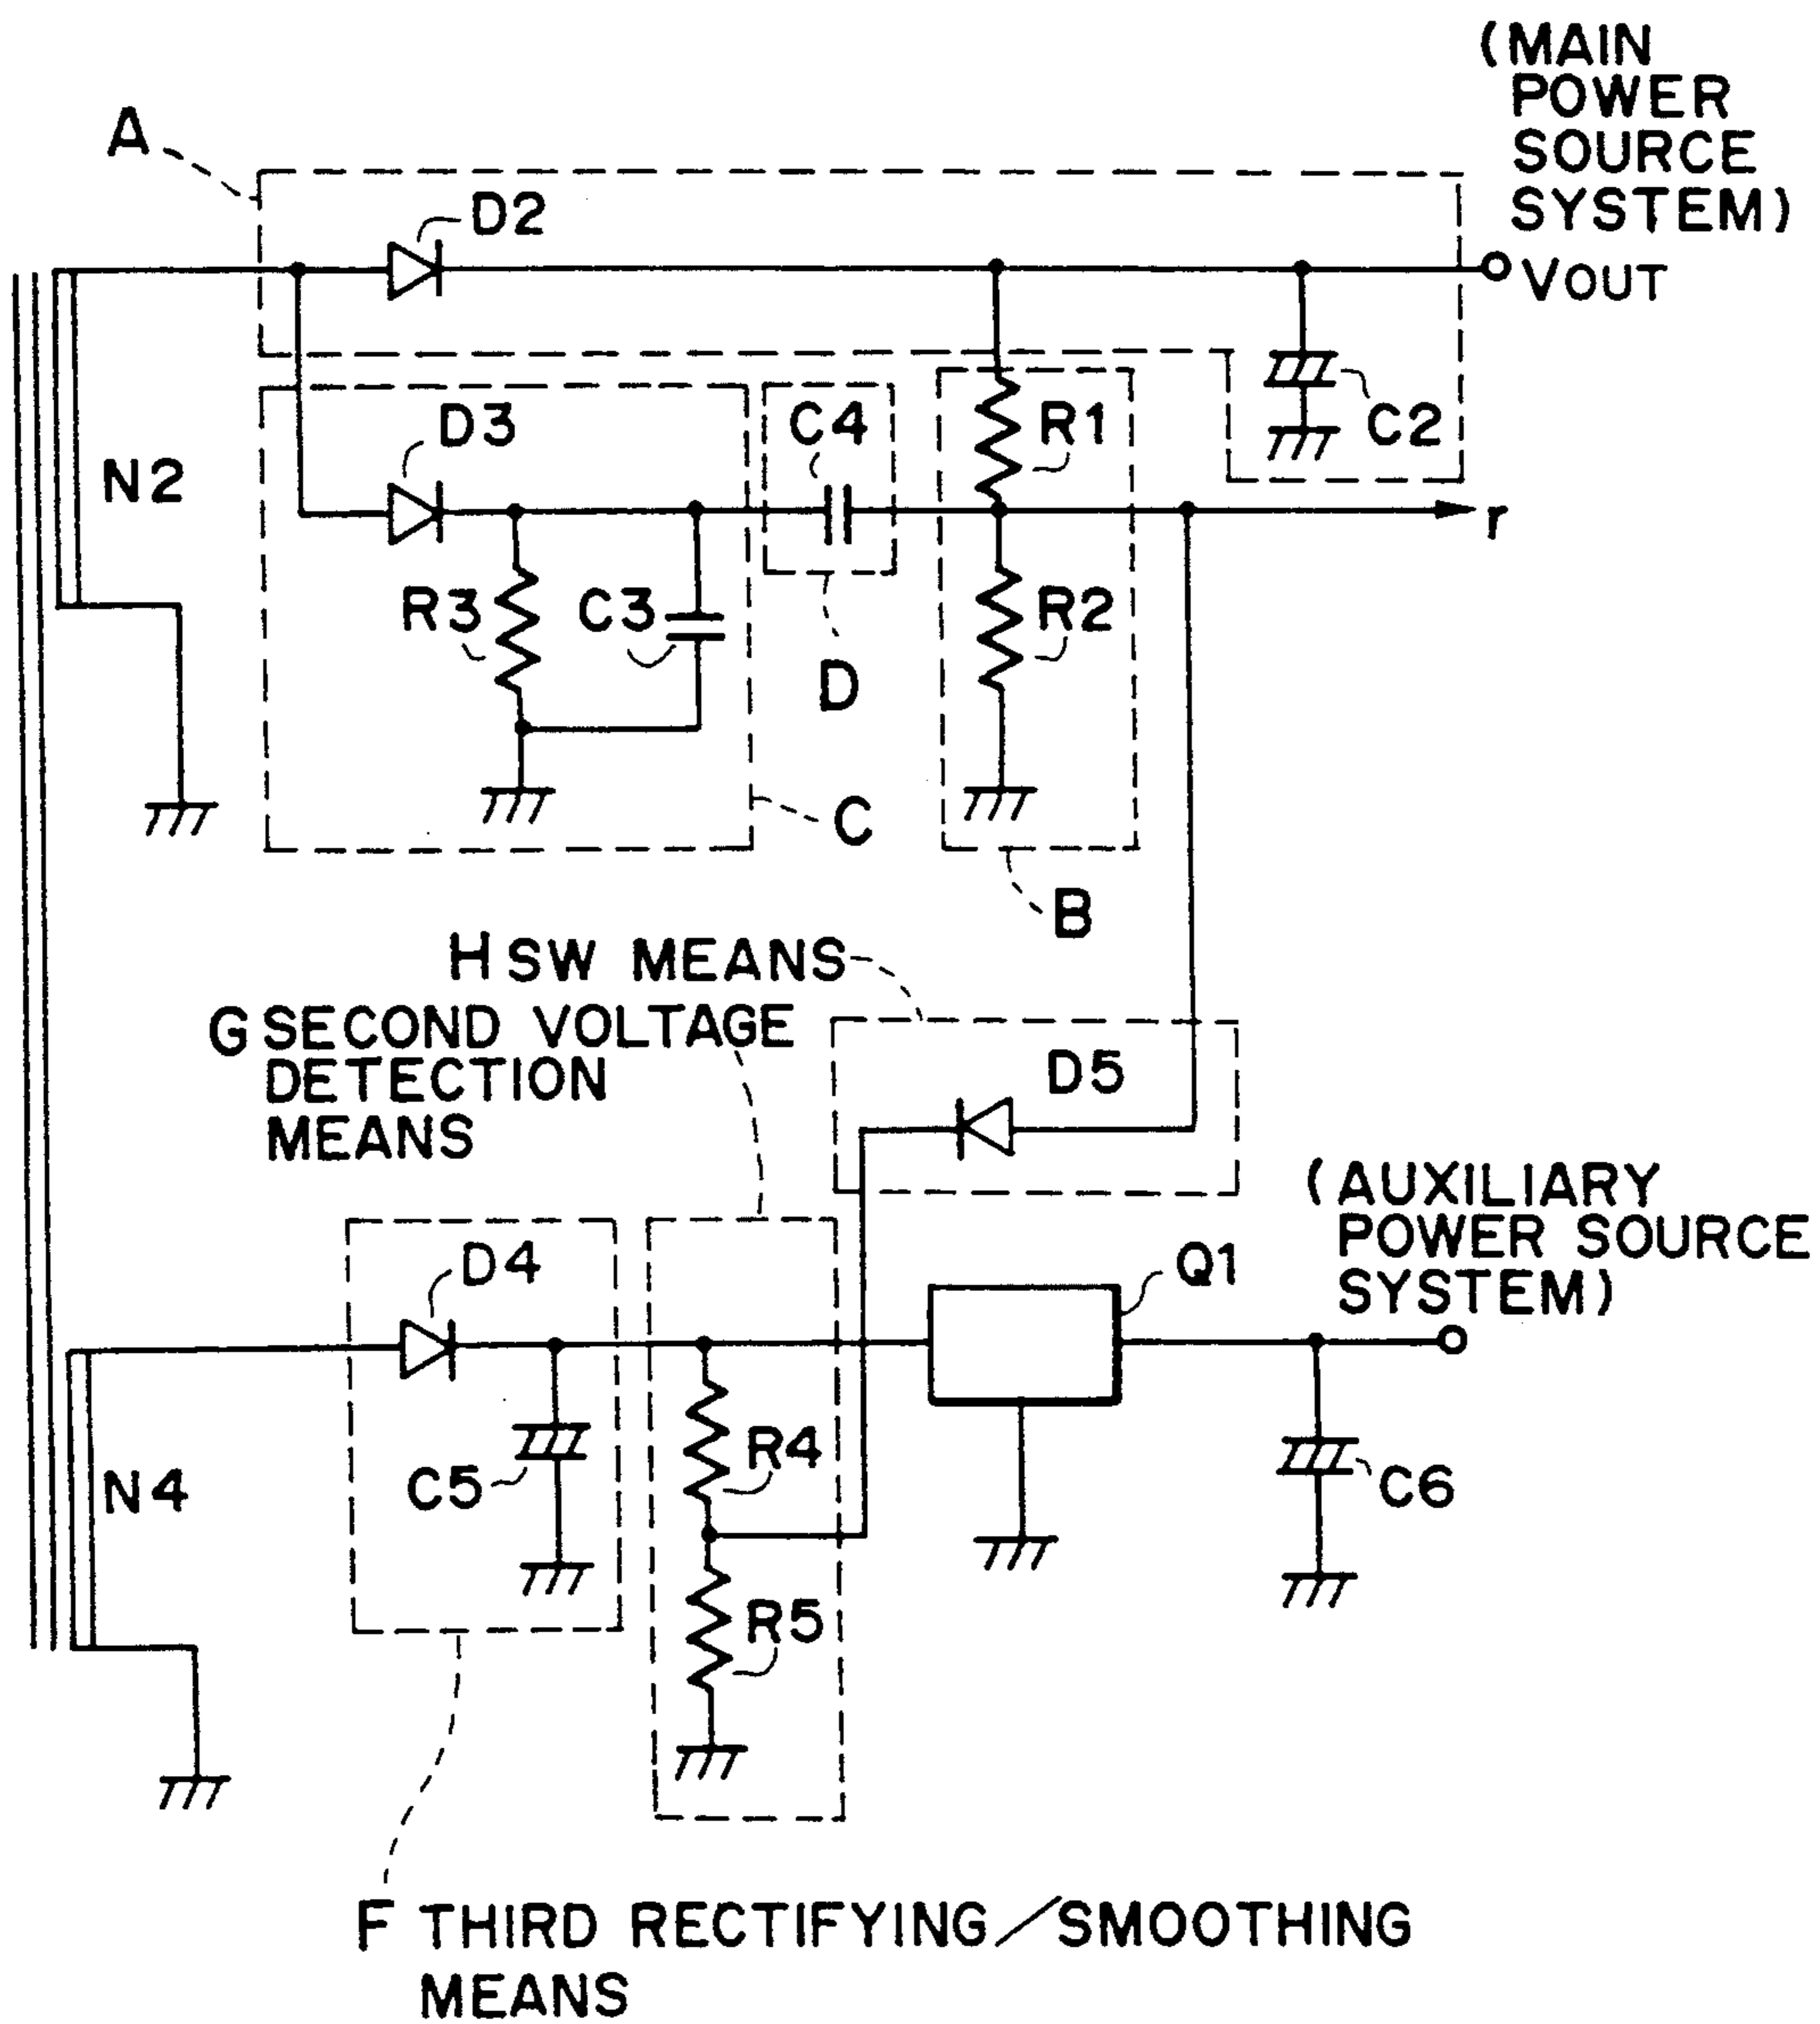 (MAIN
POWER
SOURCE
SYSTEM)
A
D2
VOUT
D3
C4
R1
C2
N2
r
R3
C3
R2
D
C
B
H SW MEANS
G SECOND VOLTAGE
DETECTION
MEANS
D5
(AUXILIARY
POWER SOURCE
SYSTEM)
D4
Q1
R4
C5
N4
C6
R5
F THIRD RECTIFYING/SMOOTHING
MEANS